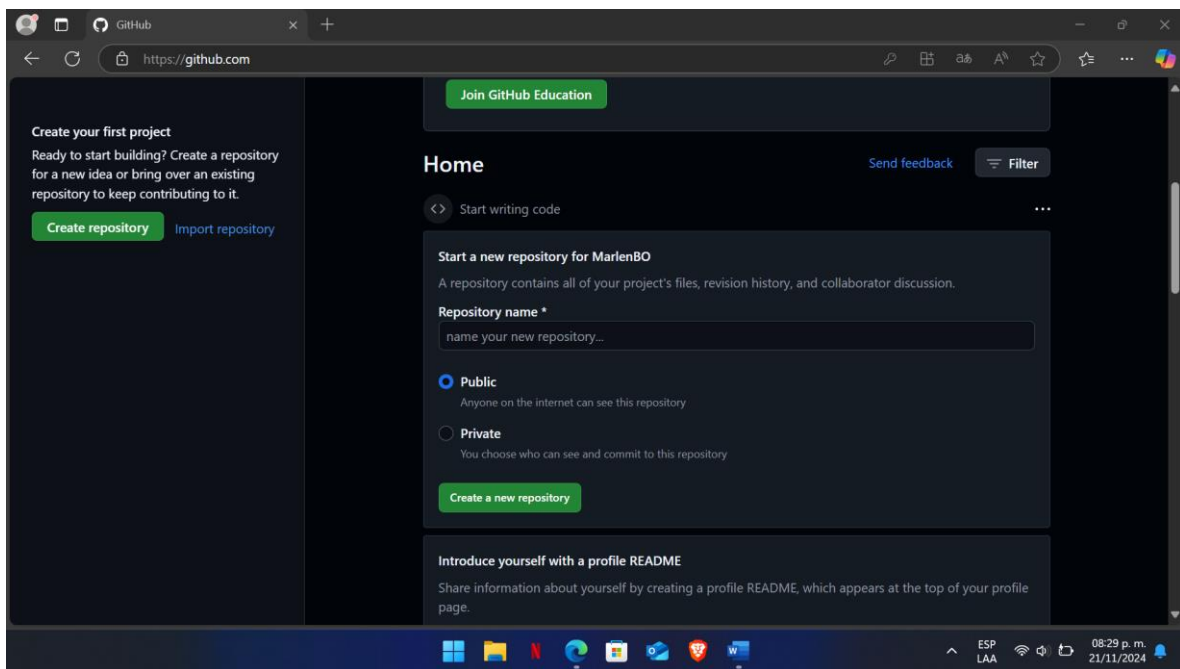 GitHub
https://github.com
Join GitHub Education
Create your first project
Ready to start building? Create a repository
for a new idea or bring over an existing
repository to keep contributing to it.
Create repository Import repository
Home Send feedback Filter
<> Start writing code ...
Start a new repository for MarlenBO
A repository contains all of your project's files, revision history, and collaborator discussion.
Repository name *
name your new repository...
Public
Anyone on the internet can see this repository
Private
You choose who can see and commit to this repository
Create a new repository
Introduce yourself with a profile README
Share information about yourself by creating a profile README, which appears at the top of your profile
page.
ESP
LAA
08:29 p. m.
21/11/2024